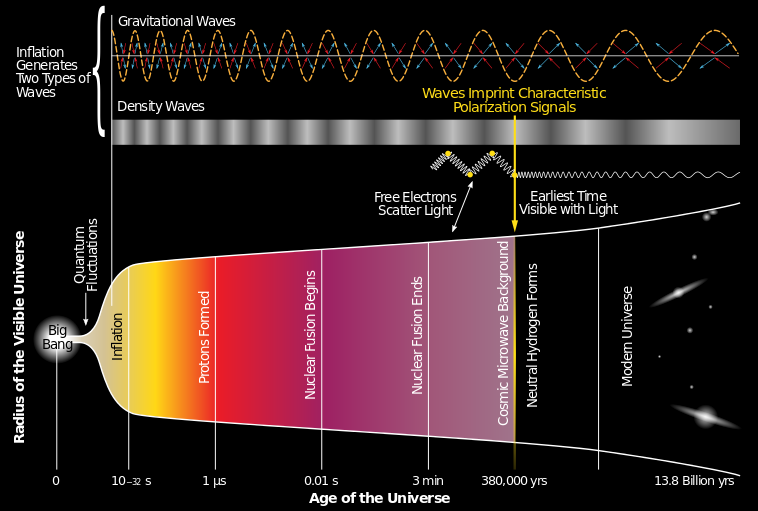 Gravitational Waves
Inflation
Generates
Two Types of
Waves
Waves Imprint Characteristic
Polarization Signals
Density Waves
Free Electrons
Scatter Light
Earliest Time
Visible with Light
Radius of the Visible Universe
Quantum
Fluctuations
Big
Bang
Inflation
Protons Formed
Nuclear Fusion Begins
Nuclear Fusion Ends
Cosmic Microwave Background
Neutral Hydrogen Forms
Modern Universe
0
10⁻³² s
1 µs
0.01 s
3 min
380,000 yrs
13.8 Billion yrs
Age of the Universe